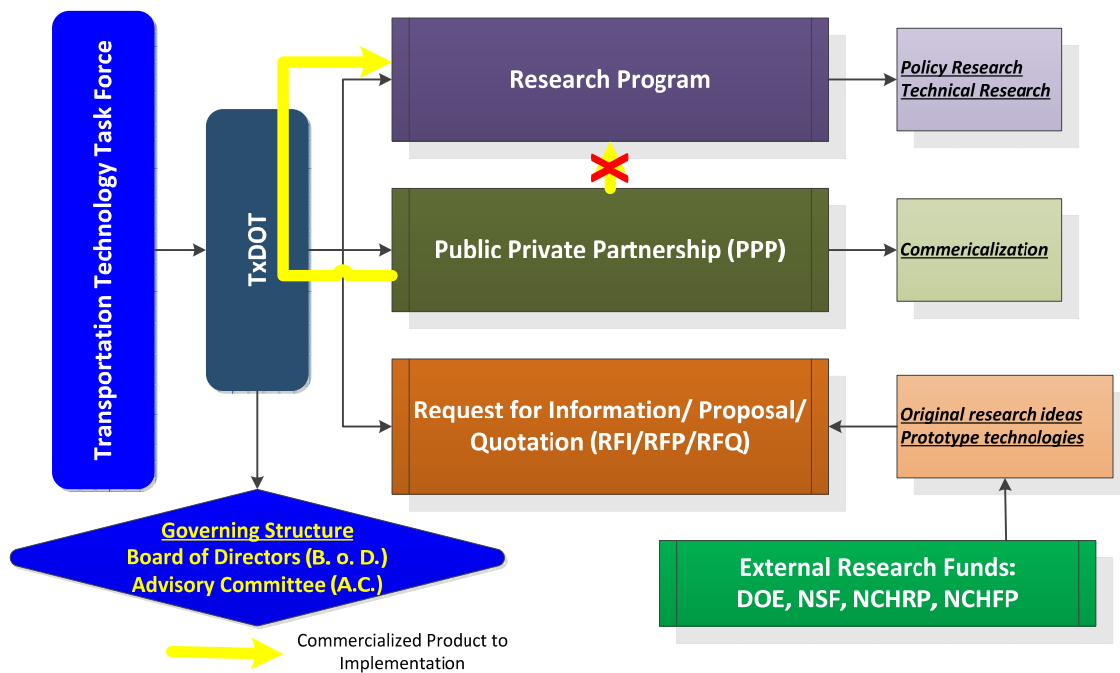 Transportation Technology Task Force
TxDOT
Research Program
Policy Research
Technical Research
Public Private Partnership (PPP)
Commericalization
Request for Information/ Proposal/
Quotation (RFI/RFP/RFQ)
Original research ideas
Prototype technologies
Governing Structure
Board of Directors (B. o. D.)
Advisory Committee (A.C.)
External Research Funds:
DOE, NSF, NCHRP, NCHFP
Commercialized Product to
Implementation